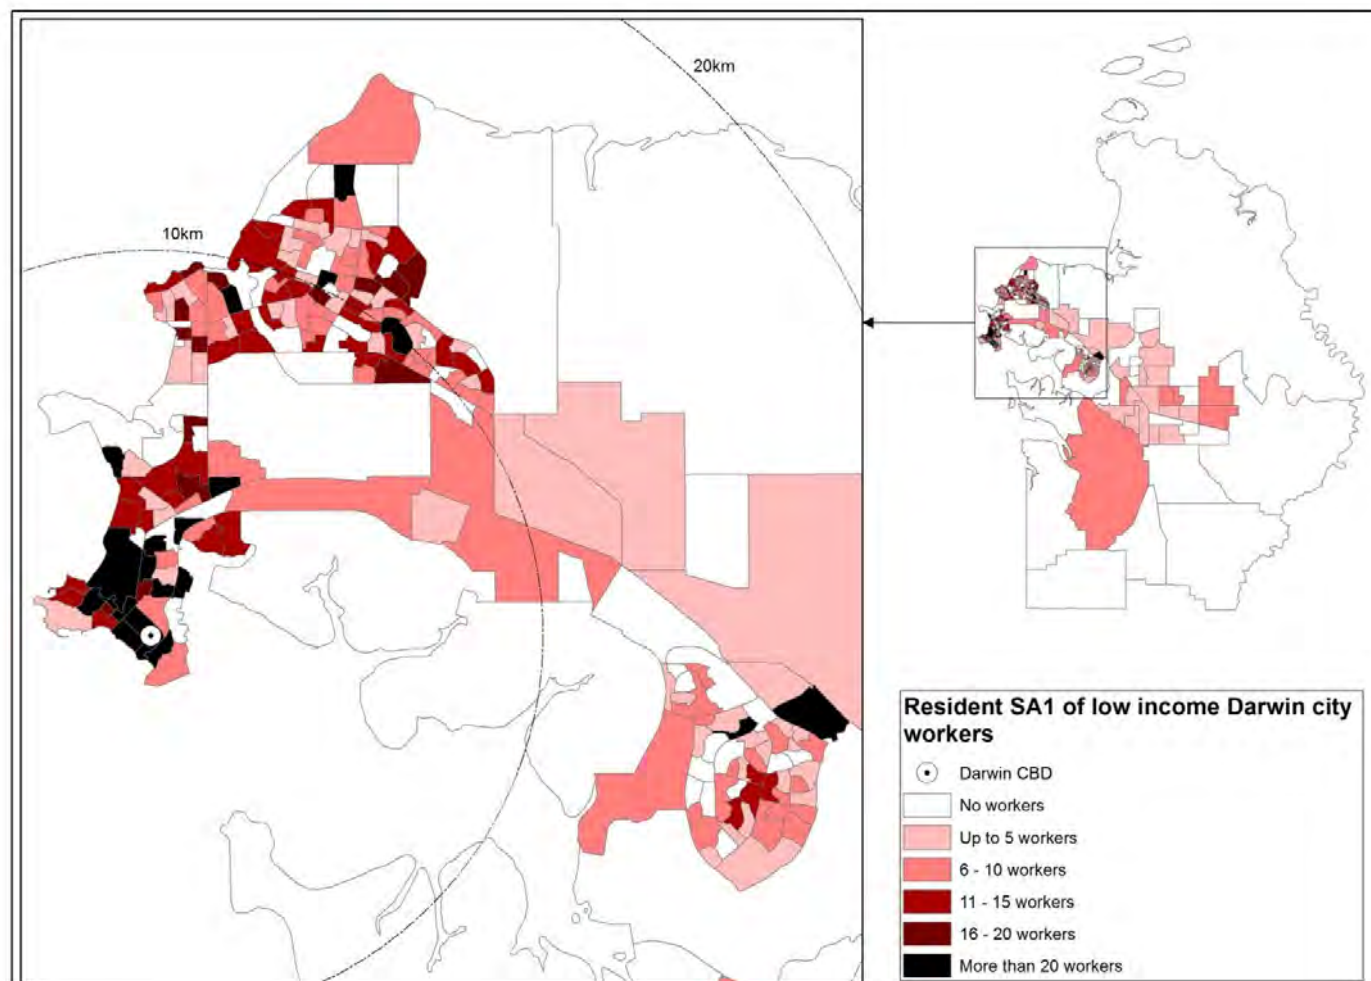 20km
10km
Resident SA1 of low income Darwin city
workers
Darwin CBD
No workers
Up to 5 workers
6 - 10 workers
11 - 15 workers
16 - 20 workers
More than 20 workers